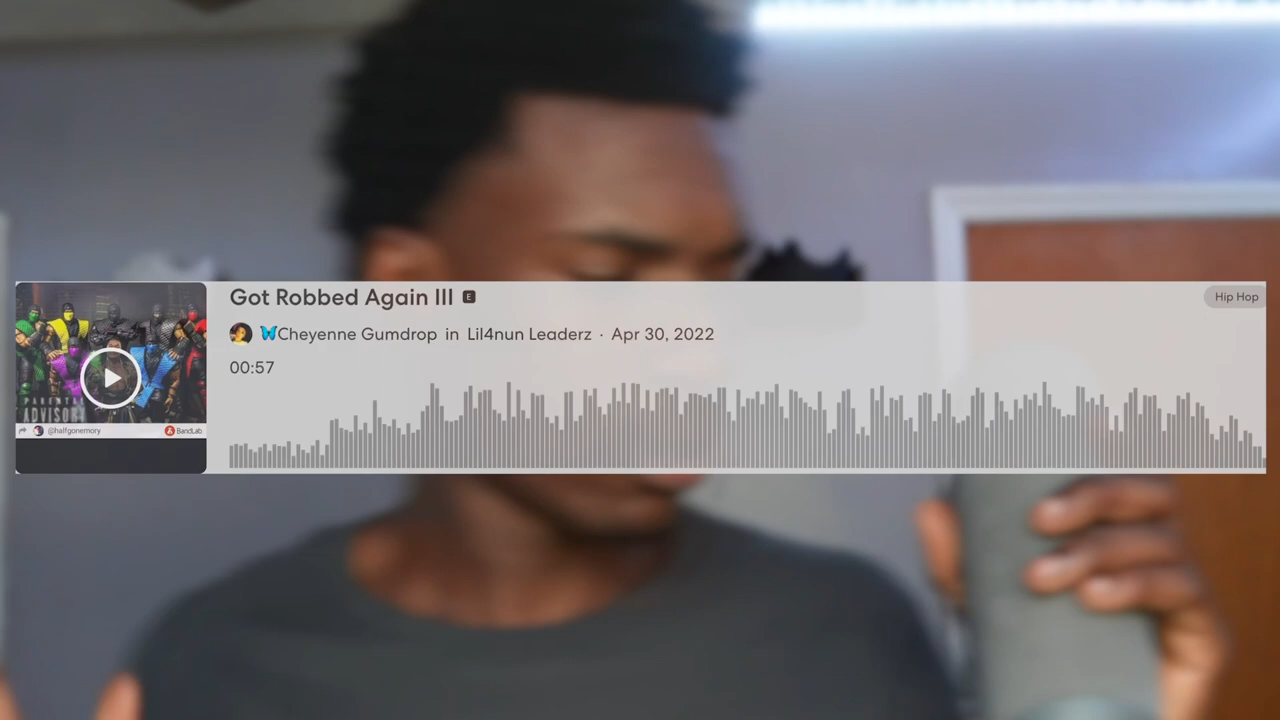 Got Robbed Again III E
Hip Hop
🦋Cheyenne Gumdrop in Lil4nun Leaderz · Apr 30, 2022
00:57
PARENTAL
ADVISORY
@halfgonemory
BandLab